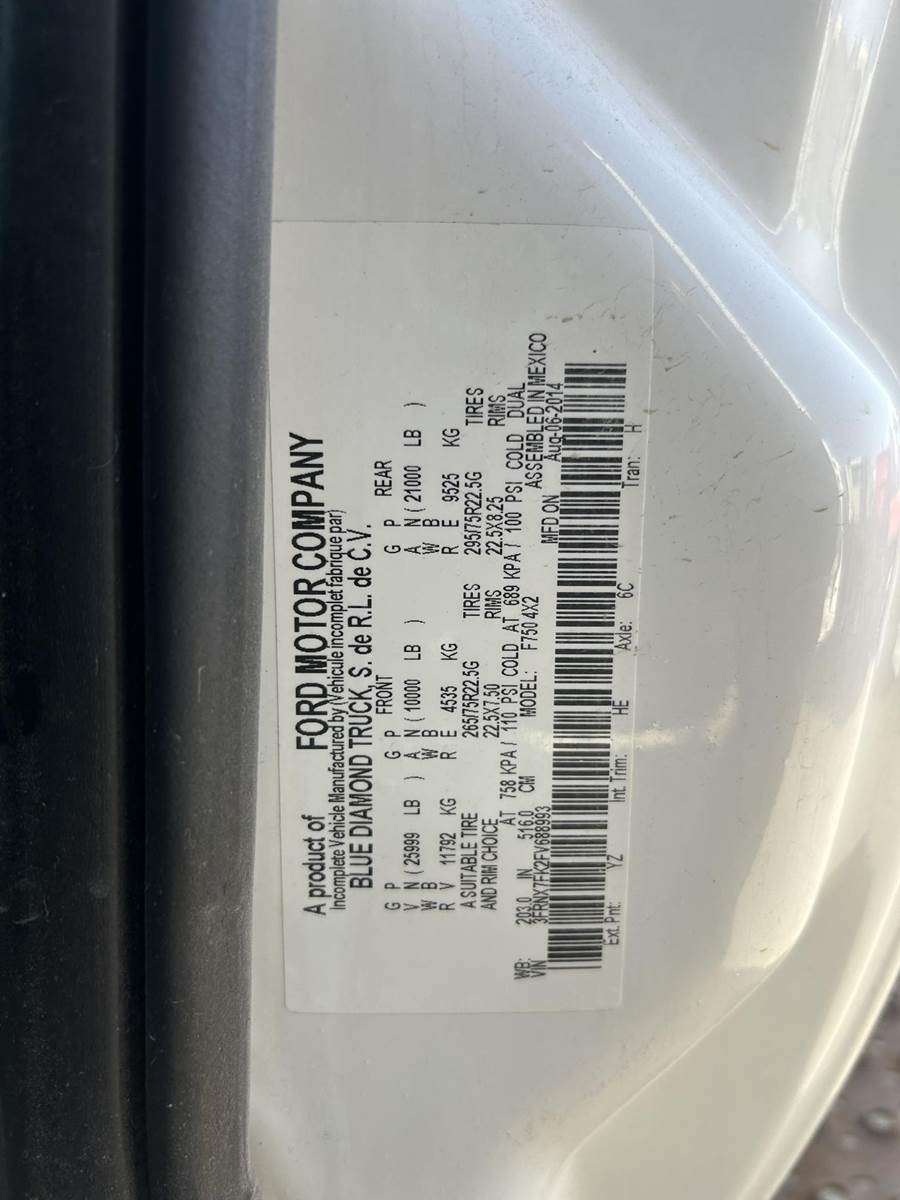 A product of FORD MOTOR COMPANY
Incomplete Vehicle Manufactured by (Vehicule incomplet fabrique par)
BLUE DIAMOND TRUCK, S. de R.L. de C.V.
FRONT REAR
G P G P G P
V N ( 25999 LB ) A N ( 10000 LB ) A N ( 21000 LB )
W B W B W B
R V 11792 KG R E 4535 KG R E 9525 KG
A SUITABLE TIRE 265/75R22.5G TIRES 295/75R22.5G TIRES
AND RIM CHOICE 22.5X7.50 RIMS 22.5X8.25 RIMS
AT 758 KPA / 110 PSI COLD AT 689 KPA / 100 PSI COLD DUAL
WB: 203.0 IN 516.0 CM MODEL: F750 4X2 ASSEMBLED IN MEXICO
VIN 3FRNX7FK2FV688993 MFD ON Aug-06-2014
Ext. Pnt: YZ Int. Trim: HE Axle: 6C Tran: H